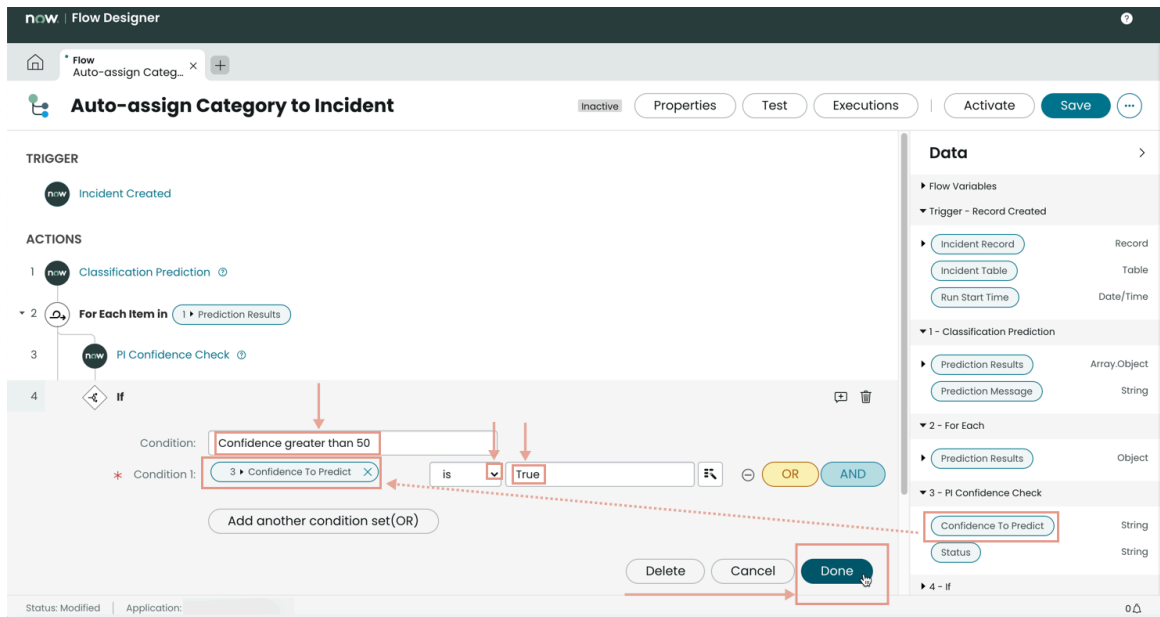 now. | Flow Designer
?
Flow
Auto-assign Categ...
Auto-assign Category to Incident
Inactive
Properties
Test
Executions
Activate
Save
TRIGGER
now Incident Created
ACTIONS
1 now Classification Prediction ?
2 For Each Item in 1 ▸ Prediction Results
3 now PI Confidence Check ?
4 If
Condition: Confidence greater than 50
* Condition 1: 3 ▸ Confidence To Predict X is True OR AND
Add another condition set(OR)
Delete Cancel Done
Data
Flow Variables
Trigger - Record Created
Incident Record Record
Incident Table Table
Run Start Time Date/Time
1 - Classification Prediction
Prediction Results Array.Object
Prediction Message String
2 - For Each
Prediction Results Object
3 - PI Confidence Check
Confidence To Predict String
Status String
4 - If
Status: Modified | Application:
0